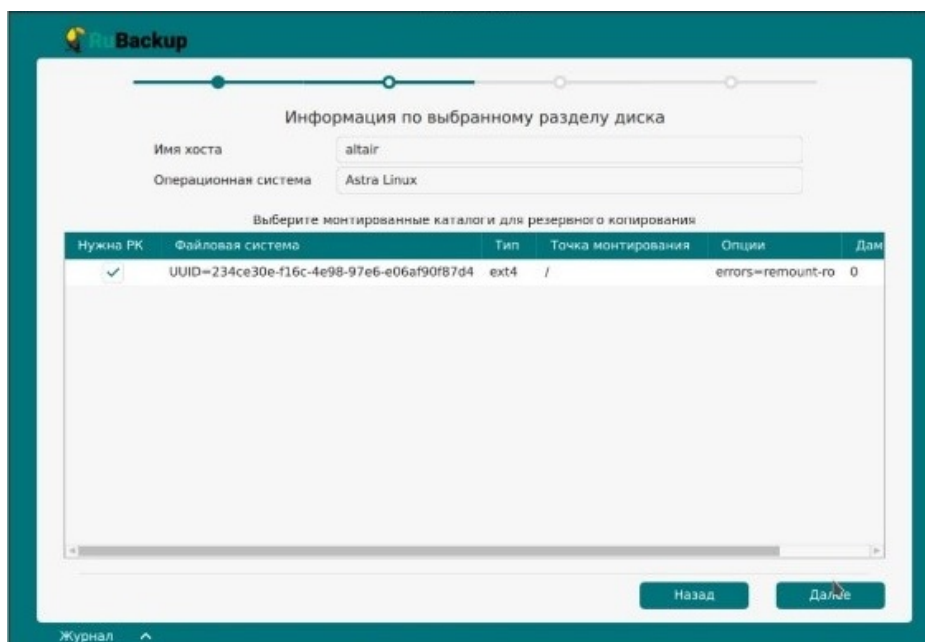 RuBackup
Информация по выбранному разделу диска
Имя хоста altair
Операционная система Astra Linux
Выберите монтированные каталоги для резервного копирования
Нужна РК Файловая система Тип Точка монтирования Опции Дам
UUID=234ce30e-f16c-4e98-97e6-e06af90f87d4 ext4 / errors=remount-ro 0
Назад Далее
Журнал